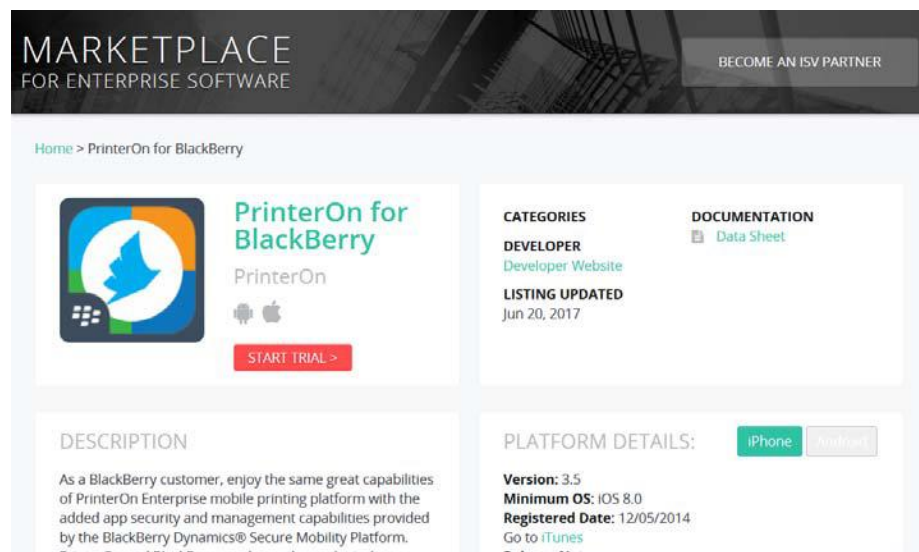 MARKETPLACE
FOR ENTERPRISE SOFTWARE
BECOME AN ISV PARTNER
Home > PrinterOn for BlackBerry
PrinterOn for
BlackBerry
PrinterOn
START TRIAL >
CATEGORIES
DEVELOPER
Developer Website
LISTING UPDATED
Jun 20, 2017
DOCUMENTATION
Data Sheet
DESCRIPTION
As a BlackBerry customer, enjoy the same great capabilities
of PrinterOn Enterprise mobile printing platform with the
added app security and management capabilities provided
by the BlackBerry Dynamics® Secure Mobility Platform.
PLATFORM DETAILS:
iPhone
Android
Version: 3.5
Minimum OS: iOS 8.0
Registered Date: 12/05/2014
Go to iTunes